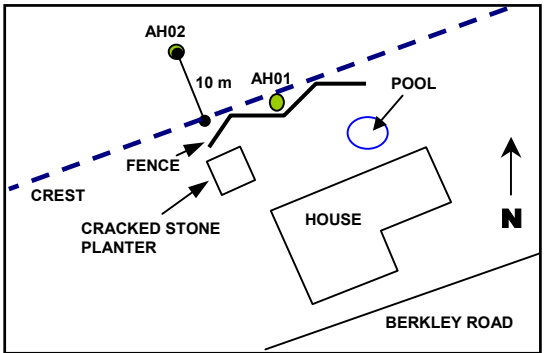 AH02
10 m
AH01
POOL
FENCE
CREST
CRACKED STONE
PLANTER
HOUSE
N
BERKLEY ROAD